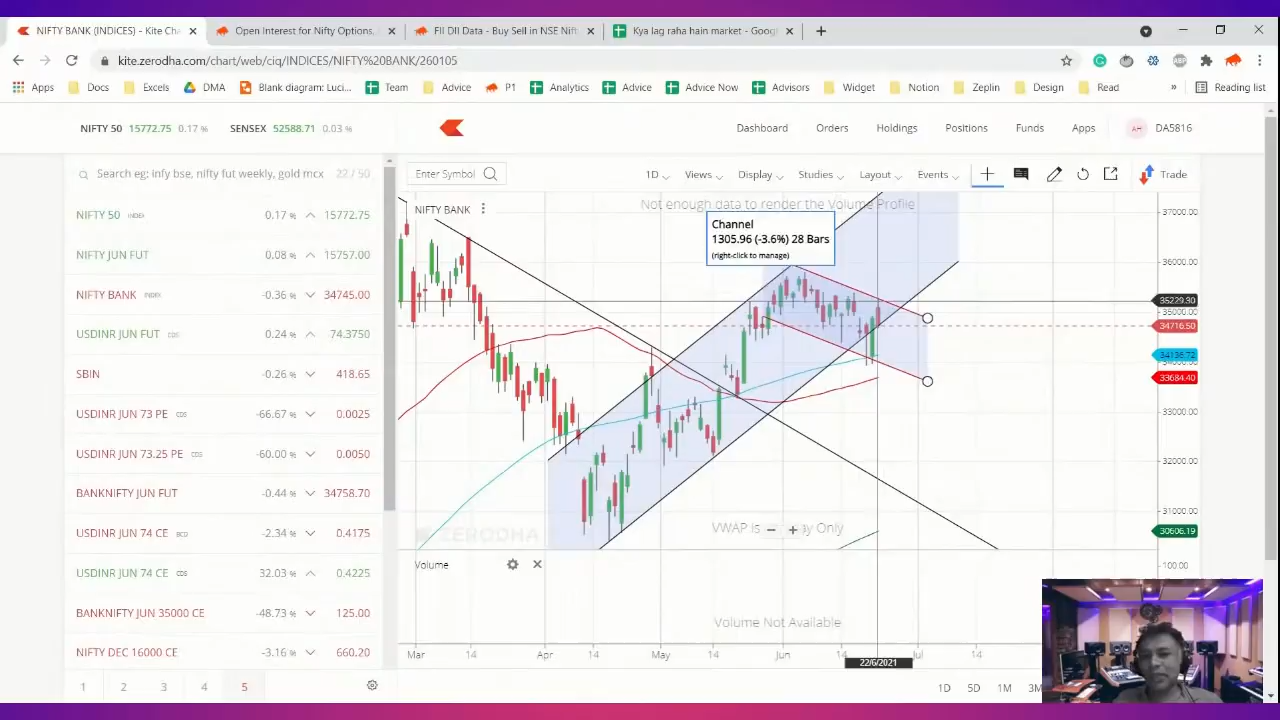 NIFTY BANK (INDICES) - Kite Ch
Open Interest for Nifty Options,
FII DII Data - Buy Sell in NSE Nift
Kya lag raha hain market - Goog
kite.zerodha.com/chart/web/ciq/INDICES/NIFTY%20BANK/260105
Apps Docs Excels DMA Blank diagram: Luci... Team Advice P1 Analytics Advice Advice Now Advisors Widget Notion Zeplin Design Read » Reading list
NIFTY 50 15772.75 0.17 % SENSEX 52588.71 0.03 %
Dashboard Orders Holdings Positions Funds Apps AH DA5816
Search eg: infy bse, nifty fut weekly, gold mcx 22 / 50
NIFTY 50 INDEX 0.17 % 15772.75
NIFTY JUN FUT 0.08 % 15757.00
NIFTY BANK INDEX -0.36 % 34745.00
USDINR JUN FUT CDS 0.24 % 74.3750
SBIN -0.26 % 418.65
USDINR JUN 73 PE CDS -66.67 % 0.0025
USDINR JUN 73.25 PE CDS -60.00 % 0.0050
BANKNIFTY JUN FUT -0.44 % 34758.70
USDINR JUN 74 CE BCD -2.34 % 0.4175
USDINR JUN 74 CE CDS 32.03 % 0.4225
BANKNIFTY JUN 35000 CE -48.73 % 125.00
NIFTY DEC 16000 CE -3.16 % 660.20
1 2 3 4 5
Enter Symbol 1D Views Display Studies Layout Events Trade
NIFTY BANK
Not enough data to render the Volume Profile
Channel
1305.96 (-3.6%) 28 Bars
(right-click to manage)
37000.00
36000.00
35229.30
35000.00
34716.50
34136.72
33684.40
33000.00
32000.00
31000.00
30606.19
ZERODHA
VWAP is ay Only
Volume
100.00
Volume Not Available
Mar 14 Apr 14 May 14 Jun 14 22/6/2021 Jul 14
1D 5D 1M 3M